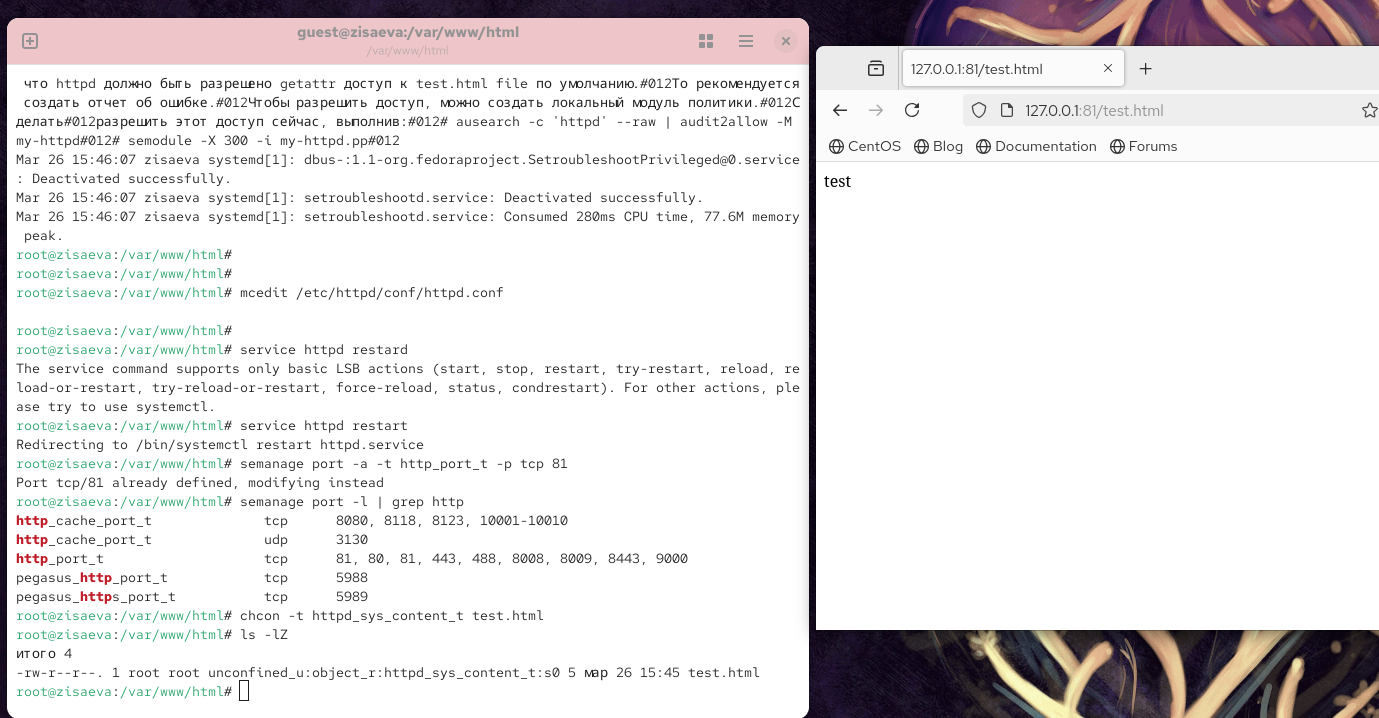 guest@zisaeva:/var/www/html
/var/www/html
что httpd должно быть разрешено getattr доступ к test.html file по умолчанию.#012То рекомендуется
создать отчет об ошибке.#012Чтобы разрешить доступ, можно создать локальный модуль политики.#012С
делать#012разрешить этот доступ сейчас, выполнив:#012# ausearch -c 'httpd' --raw | audit2allow -M
my-httpd#012# semodule -X 300 -i my-httpd.pp#012
Mar 26 15:46:07 zisaeva systemd[1]: dbus-:1.1-org.fedoraproject.SetroubleshootPrivileged@0.service
: Deactivated successfully.
Mar 26 15:46:07 zisaeva systemd[1]: setroubleshootd.service: Deactivated successfully.
Mar 26 15:46:07 zisaeva systemd[1]: setroubleshootd.service: Consumed 280ms CPU time, 77.6M memory
peak.
root@zisaeva:/var/www/html#
root@zisaeva:/var/www/html#
root@zisaeva:/var/www/html# mcedit /etc/httpd/conf/httpd.conf
root@zisaeva:/var/www/html#
root@zisaeva:/var/www/html# service httpd restard
The service command supports only basic LSB actions (start, stop, restart, try-restart, reload, re
load-or-restart, try-reload-or-restart, force-reload, status, condrestart). For other actions, ple
ase try to use systemctl.
root@zisaeva:/var/www/html# service httpd restart
Redirecting to /bin/systemctl restart httpd.service
root@zisaeva:/var/www/html# semanage port -a -t http_port_t -p tcp 81
Port tcp/81 already defined, modifying instead
root@zisaeva:/var/www/html# semanage port -l | grep http
http_cache_port_t tcp 8080, 8118, 8123, 10001-10010
http_cache_port_t udp 3130
http_port_t tcp 81, 80, 81, 443, 488, 8008, 8009, 8443, 9000
pegasus_http_port_t tcp 5988
pegasus_https_port_t tcp 5989
root@zisaeva:/var/www/html# chcon -t httpd_sys_content_t test.html
root@zisaeva:/var/www/html# ls -lZ
итого 4
-rw-r--r--. 1 root root unconfined_u:object_r:httpd_sys_content_t:s0 5 мар 26 15:45 test.html
root@zisaeva:/var/www/html#
127.0.0.1:81/test.html
127.0.0.1:81/test.html
CentOS Blog Documentation Forums
test